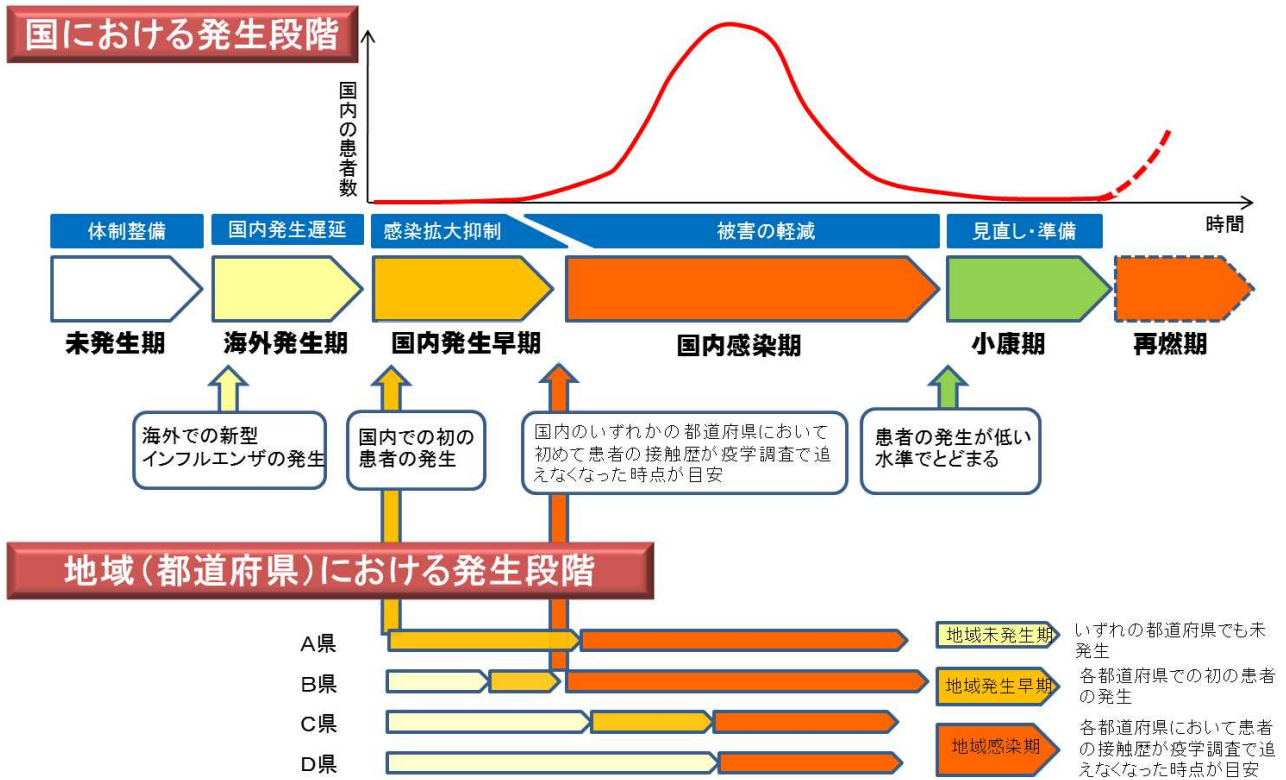 国における発生段階
国内の患者数
時間
体制整備
国内発生遅延
感染拡大抑制
被害の軽減
見直し・準備
未発生期
海外発生期
国内発生早期
国内感染期
小康期
再燃期
海外での新型
インフルエンザの発生
国内での初の
患者の発生
国内のいずれかの都道府県において
初めて患者の接触歴が疫学調査で追
えなくなった時点が目安
患者の発生が低い
水準でとどまる
地域(都道府県)における発生段階
A県
B県
C県
D県
地域未発生期
いずれの都道府県でも未
発生
地域発生早期
各都道府県での初の患者
の発生
地域感染期
各都道府県において患者
の接触歴が疫学調査で追
えなくなった時点が目安